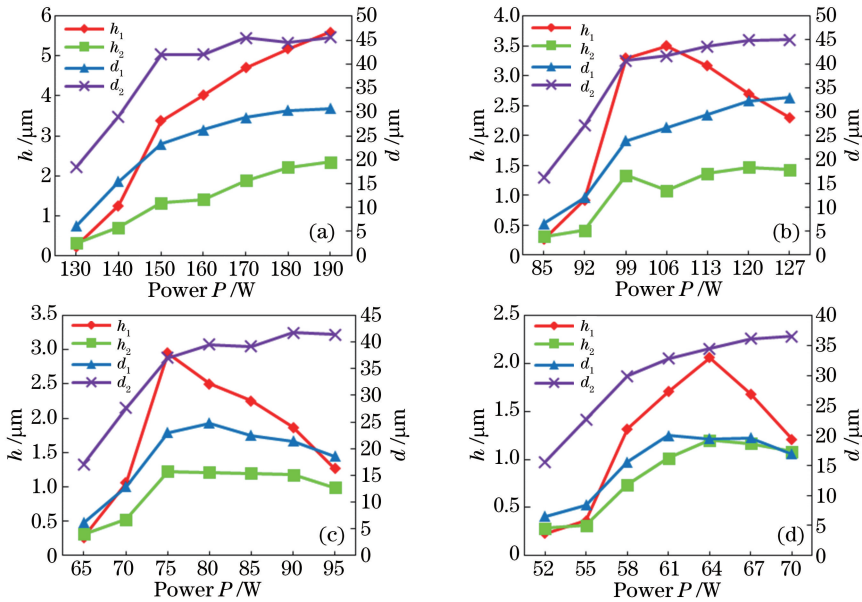 6
5
4
3
2
1
0
h /μm
50
45
40
35
30
25
20
15
10
5
0
d /μm
h₁
h₂
d₁
d₂
(a)
130 140 150 160 170 180 190
Power P /W
4.0
3.5
3.0
2.5
2.0
1.5
1.0
0.5
0
h /μm
50
45
40
35
30
25
20
15
10
5
0
d /μm
h₁
h₂
d₁
d₂
(b)
85 92 99 106 113 120 127
Power P /W
3.5
3.0
2.5
2.0
1.5
1.0
0.5
0
h /μm
45
40
35
30
25
20
15
10
5
0
d /μm
h₁
h₂
d₁
d₂
(c)
65 70 75 80 85 90 95
Power P /W
2.5
2.0
1.5
1.0
0.5
0
h /μm
40
35
30
25
20
15
10
5
0
d /μm
h₁
h₂
d₁
d₂
(d)
52 55 58 61 64 67 70
Power P /W